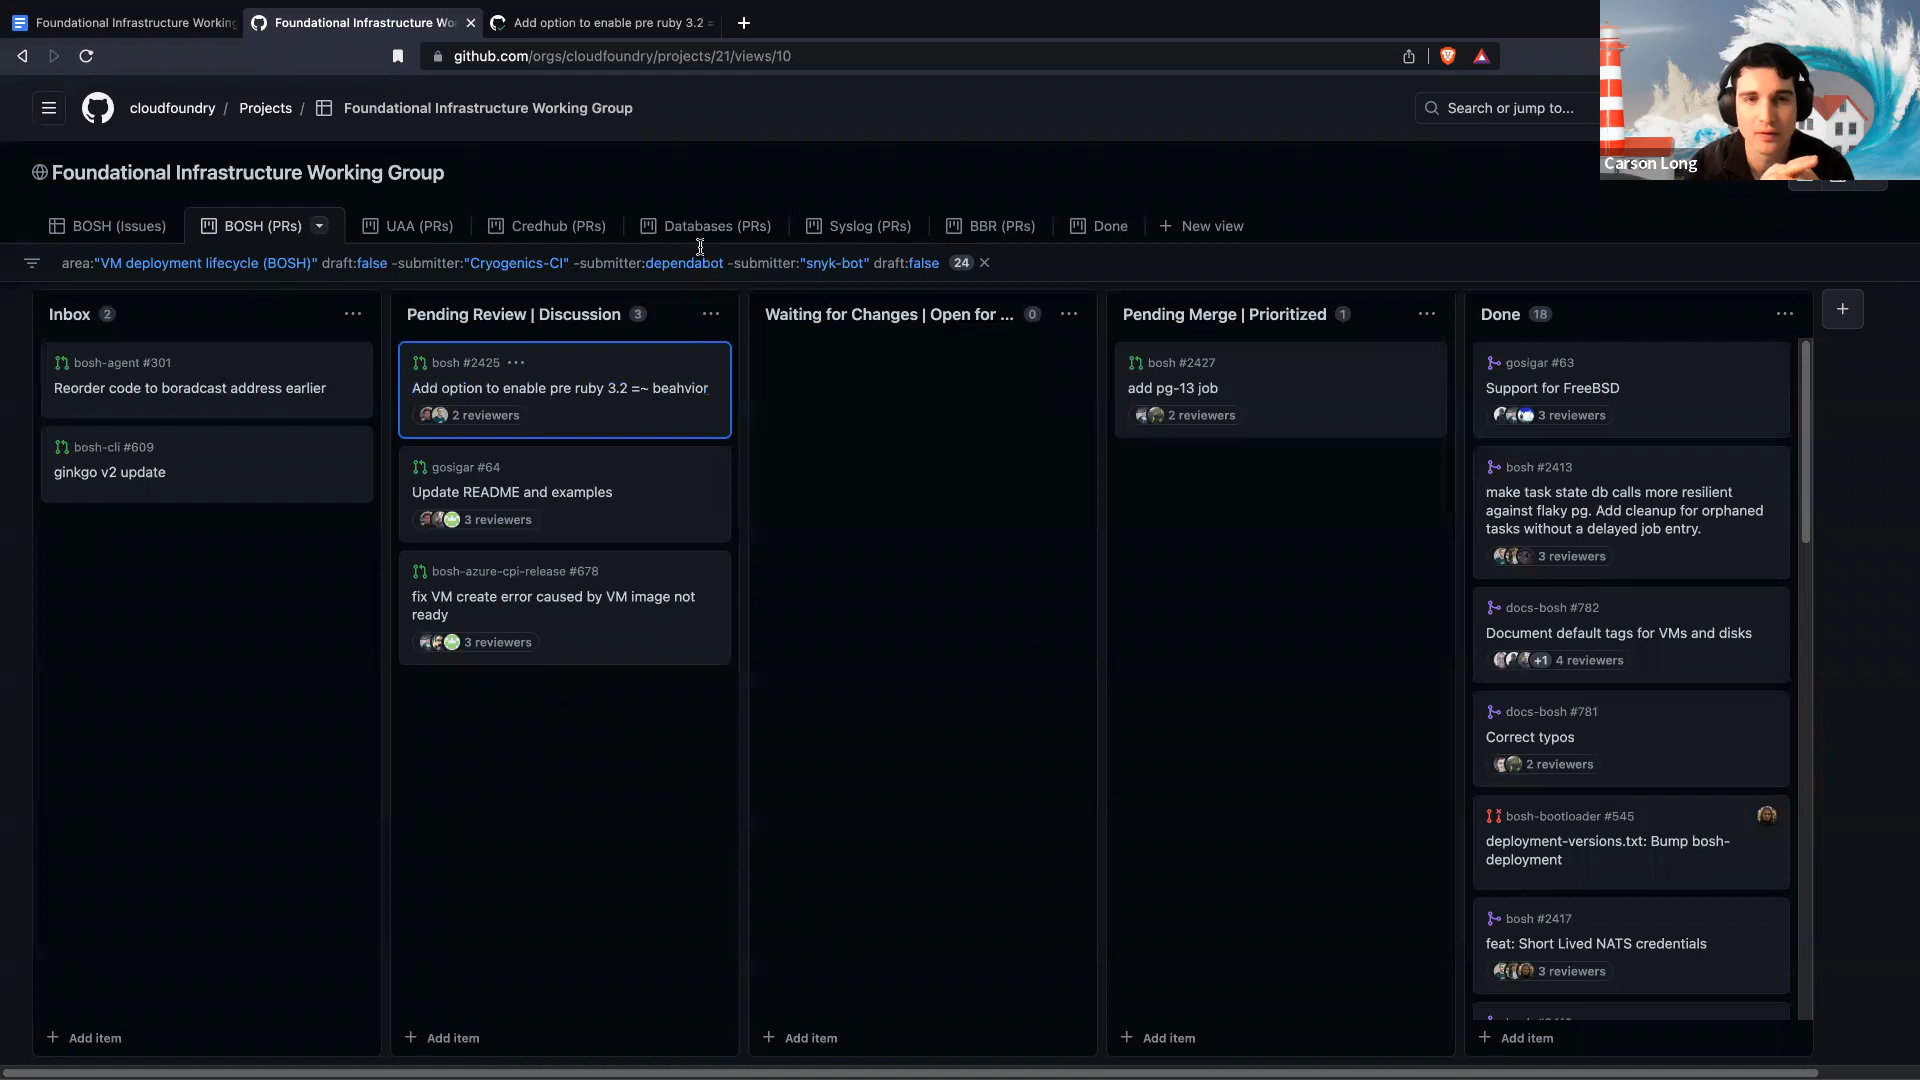 Foundational Infrastructure Working
Foundational Infrastructure Wo
Add option to enable pre ruby 3.2 =
github.com/orgs/cloudfoundry/projects/21/views/10
cloudfoundry / Projects / Foundational Infrastructure Working Group
Search or jump to...
Carson Long
Foundational Infrastructure Working Group
BOSH (Issues)
BOSH (PRs)
UAA (PRs)
Credhub (PRs)
Databases (PRs)
Syslog (PRs)
BBR (PRs)
Done
New view
area:"VM deployment lifecycle (BOSH)" draft:false -submitter:"Cryogenics-CI" -submitter:dependabot -submitter:"snyk-bot" draft:false 24
Inbox 2
bosh-agent #301
Reorder code to boradcast address earlier
bosh-cli #609
ginkgo v2 update
Add item
Pending Review | Discussion 3
bosh #2425
Add option to enable pre ruby 3.2 =~ beahvior
2 reviewers
gosigar #64
Update README and examples
3 reviewers
bosh-azure-cpi-release #678
fix VM create error caused by VM image not
ready
3 reviewers
Add item
Waiting for Changes | Open for ... 0
Add item
Pending Merge | Prioritized 1
bosh #2427
add pg-13 job
2 reviewers
Add item
Done 18
gosigar #63
Support for FreeBSD
3 reviewers
bosh #2413
make task state db calls more resilient
against flaky pg. Add cleanup for orphaned
tasks without a delayed job entry.
3 reviewers
docs-bosh #782
Document default tags for VMs and disks
+1 4 reviewers
docs-bosh #781
Correct typos
2 reviewers
bosh-bootloader #545
deployment-versions.txt: Bump bosh-
deployment
bosh #2417
feat: Short Lived NATS credentials
3 reviewers
Add item